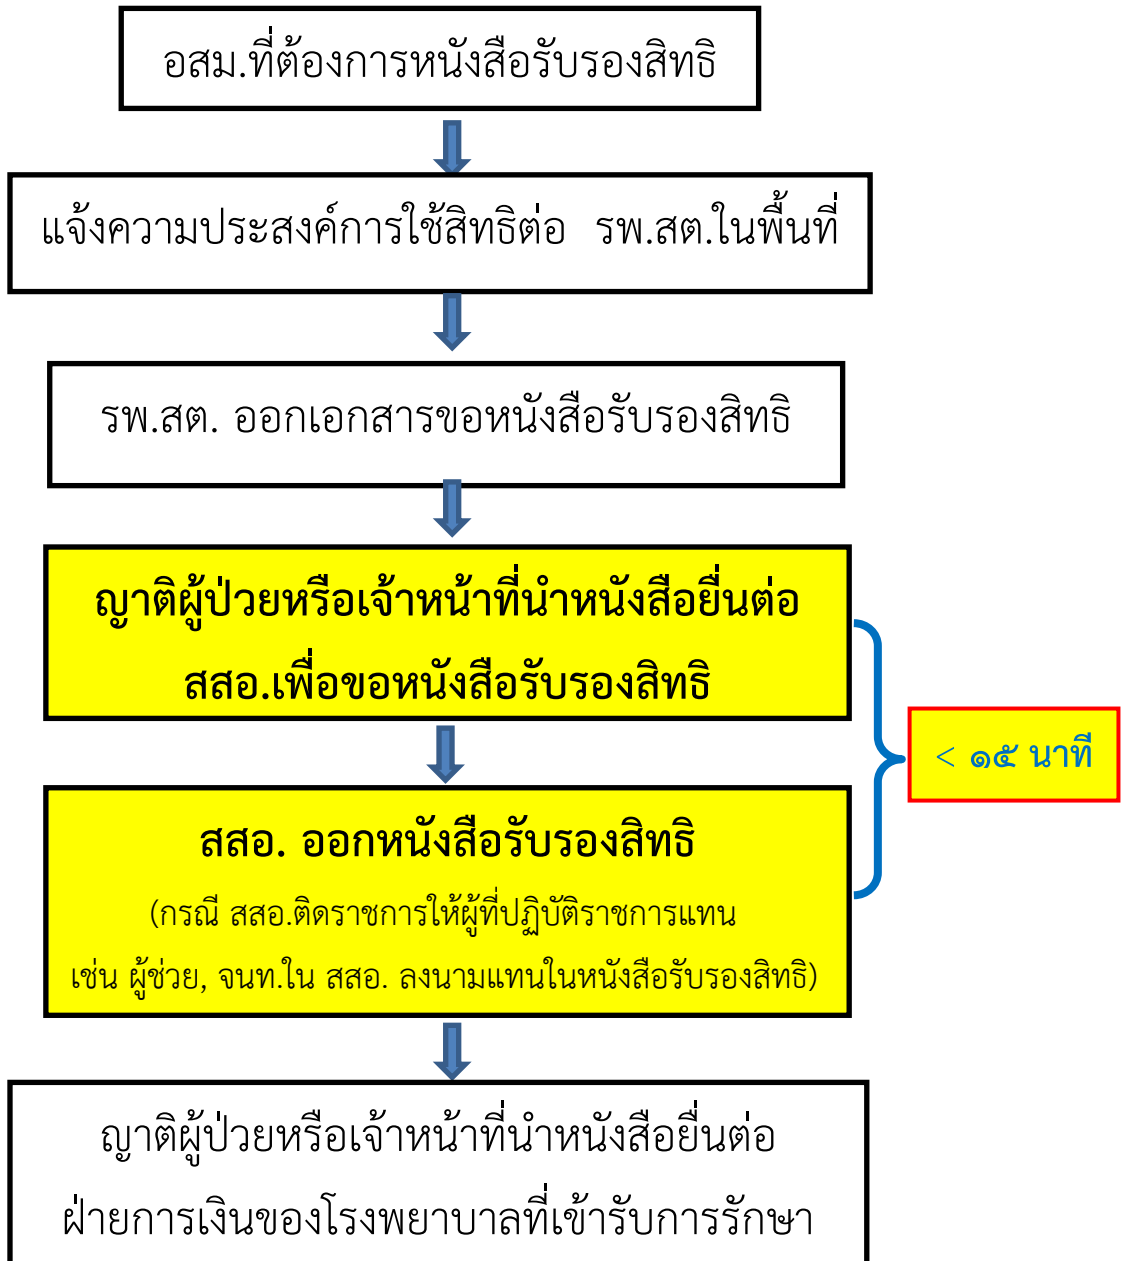 อสม.ที่ต้องการหนังสือรับรองสิทธิ
แจ้งความประสงค์การใช้สิทธิต่อ รพ.สต.ในพื้นที่
รพ.สต. ออกเอกสารขอหนังสือรับรองสิทธิ
ญาติผู้ป่วยหรือเจ้าหน้าที่นำหนังสือยื่นต่อ
สสอ.เพื่อขอหนังสือรับรองสิทธิ
< ๑๕ นาที
สสอ. ออกหนังสือรับรองสิทธิ
(กรณี สสอ.ติดราชการให้ผู้ที่ปฏิบัติราชการแทน
เช่น ผู้ช่วย, จนท.ใน สสอ. ลงนามแทนในหนังสือรับรองสิทธิ)
ญาติผู้ป่วยหรือเจ้าหน้าที่นำหนังสือยื่นต่อ
ฝ่ายการเงินของโรงพยาบาลที่เข้ารับการรักษา